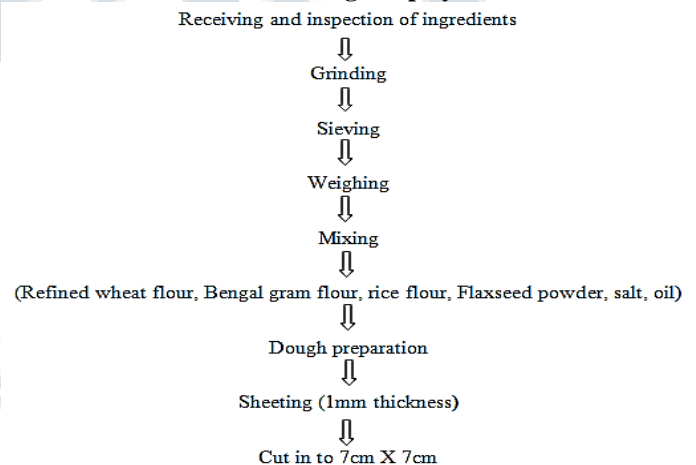 Receiving and inspection of ingredients
Grinding
Sieving
Weighing
Mixing
(Refined wheat flour, Bengal gram flour, rice flour, Flaxseed powder, salt, oil)
Dough preparation
Sheeting (1mm thickness)
Cut in to 7cm X 7cm